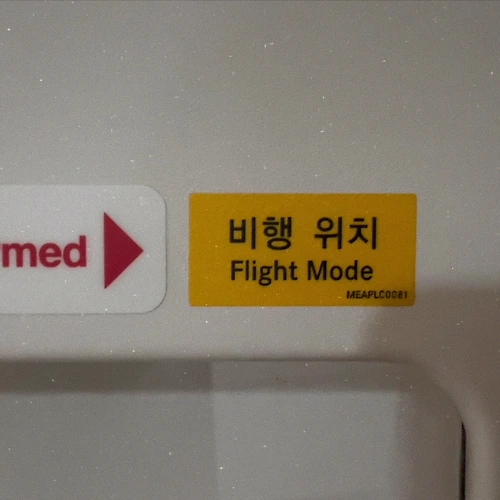 med
비행 위치
Flight Mode
MEAPLC0081